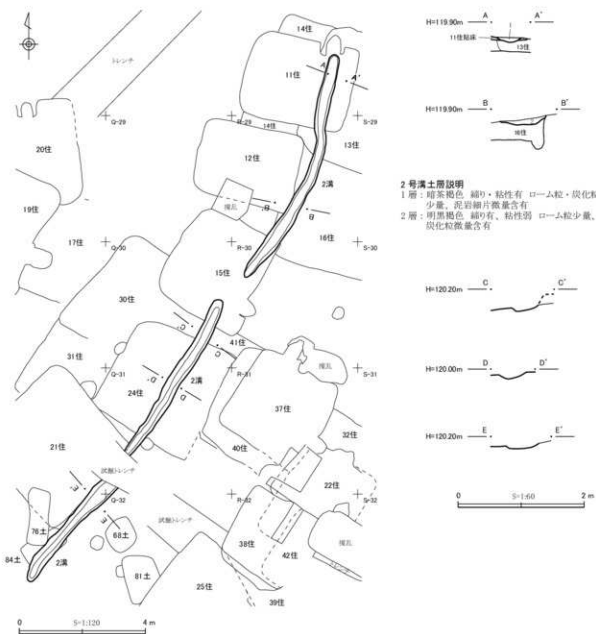 14住
トレンチ
11住
A
A'
Q-29
R-29
S-29
20住
14住
13住
12住
2溝
19住
撹乱
B'
B
16住
17住
Q-30
R-30
S-30
15住
30住
C'
C
41住
31住
Q-31
R-31
S-31
D'
D
2溝
24住
撹乱
37住
21住
40住
32住
試掘トレンチ
22住
E'
Q-32
R-32
S-32
76土
E
68土
試掘トレンチ
38住
撹乱
84土
2溝
42住
トレンチ
81土
25住
39住
0 S=1:120 4 m
H=119.90m A A'
1
11住貼床
13住
H=119.90m B B'
16住
2号溝土層説明
1層：暗茶褐色 締り・粘性有 ローム粒・炭化粒
少量、泥岩細片微量含有
2層：明黒褐色 締り有、粘性弱 ローム粒少量、
炭化粒微量含有
H=120.20m C C'
H=120.00m D D'
H=120.20m E E'
0 S=1:60 2 m